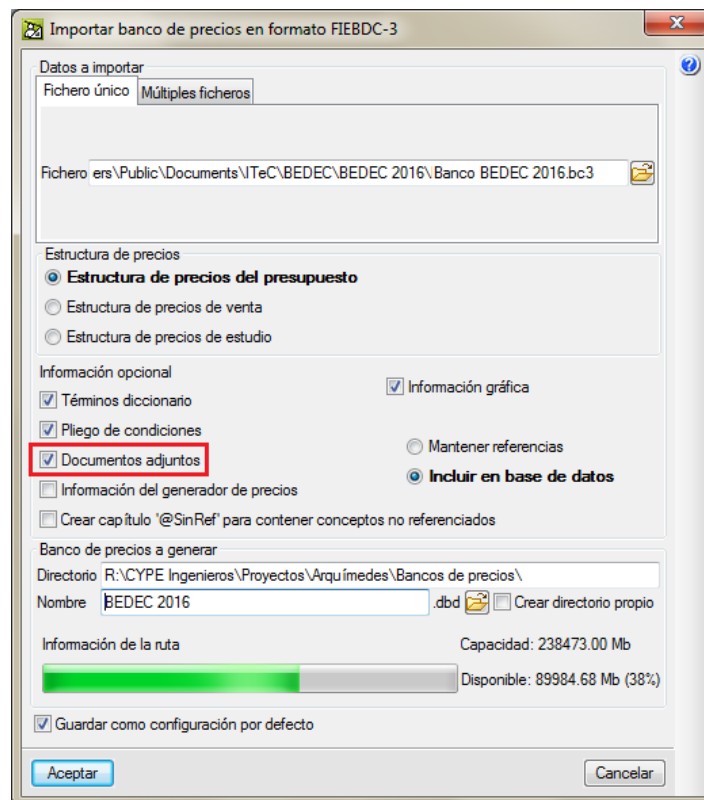 Importar banco de precios en formato FIEBDC-3
Datos a importar
Fichero único Múltiples ficheros
Fichero ers\Public\Documents\ITeC\BEDEC\BEDEC 2016\Banco BEDEC 2016.bc3
Estructura de precios
Estructura de precios del presupuesto
Estructura de precios de venta
Estructura de precios de estudio
Información opcional
Información gráfica
Términos diccionario
Pliego de condiciones
Mantener referencias
Documentos adjuntos
Incluir en base de datos
Información del generador de precios
Crear capítulo '@SinRef' para contener conceptos no referenciados
Banco de precios a generar
Directorio R:\CYPE Ingenieros\Proyectos\Arquímedes\Bancos de precios\
Nombre BEDEC 2016 .dbd Crear directorio propio
Información de la ruta Capacidad: 238473.00 Mb
Disponible: 89984.68 Mb (38%)
Guardar como configuración por defecto
Aceptar Cancelar